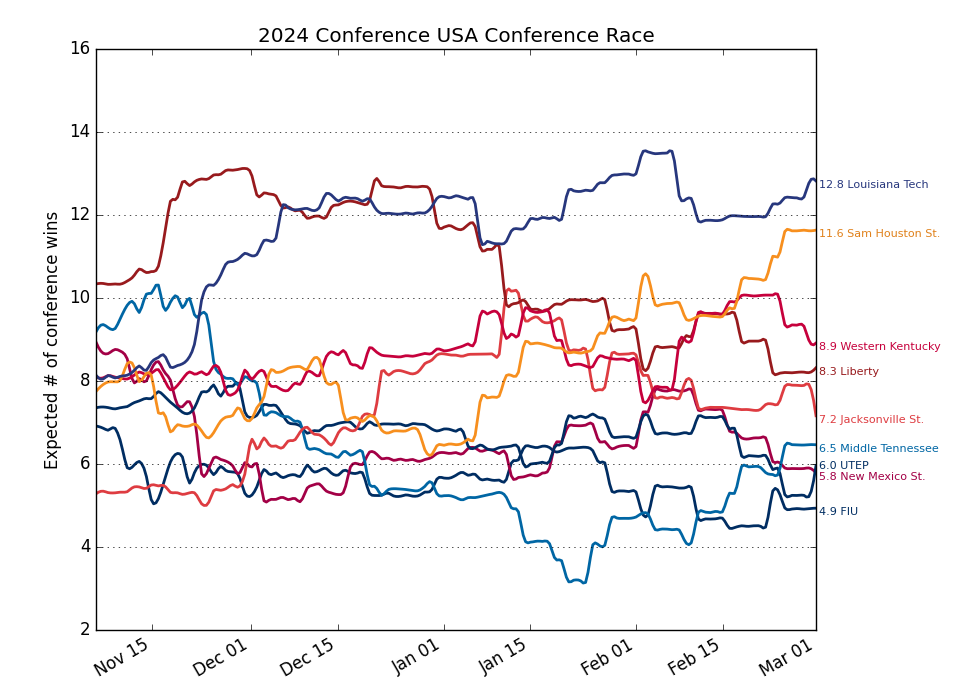 2024 Conference USA Conference Race
Expected # of conference wins
16
14
12
10
8
6
4
2
Nov 15
Dec 01
Dec 15
Jan 01
Jan 15
Feb 01
Feb 15
Mar 01
12.8 Louisiana Tech
11.6 Sam Houston St.
8.9 Western Kentucky
8.3 Liberty
7.2 Jacksonville St.
6.5 Middle Tennessee
6.0 UTEP
5.8 New Mexico St.
4.9 FIU